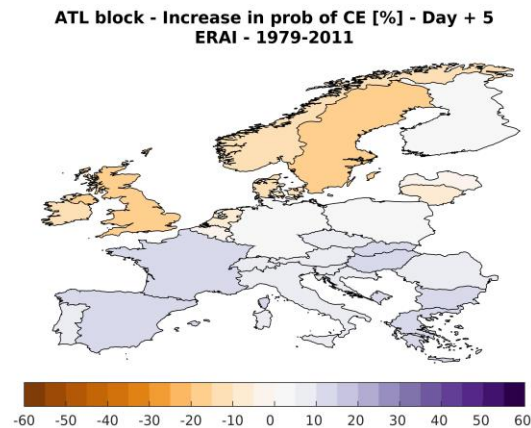 ATL block - Increase in prob of CE [%] - Day + 5
ERAI - 1979-2011
-60 -50 -40 -30 -20 -10 0 10 20 30 40 50 60